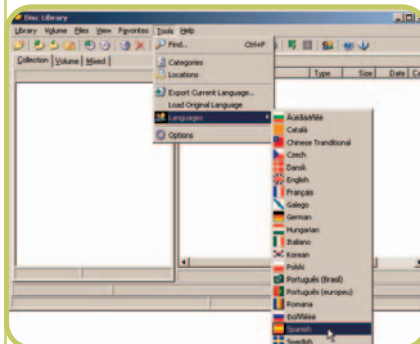 Disc Library
Library Volume Files View Favorites Tools Help
Collection Volume Mixed
Type Size Date
Find... Ctrl+F
Categories
Locations
Export Current Language...
Load Original Language
Languages
Options
Català
Chinese Tranditional
Czech
Dansk
English
Français
Galego
German
Hungarian
Italiano
Korean
Polski
Português (Brasil)
Português (europeu)
Romana
Spanish
Swedish